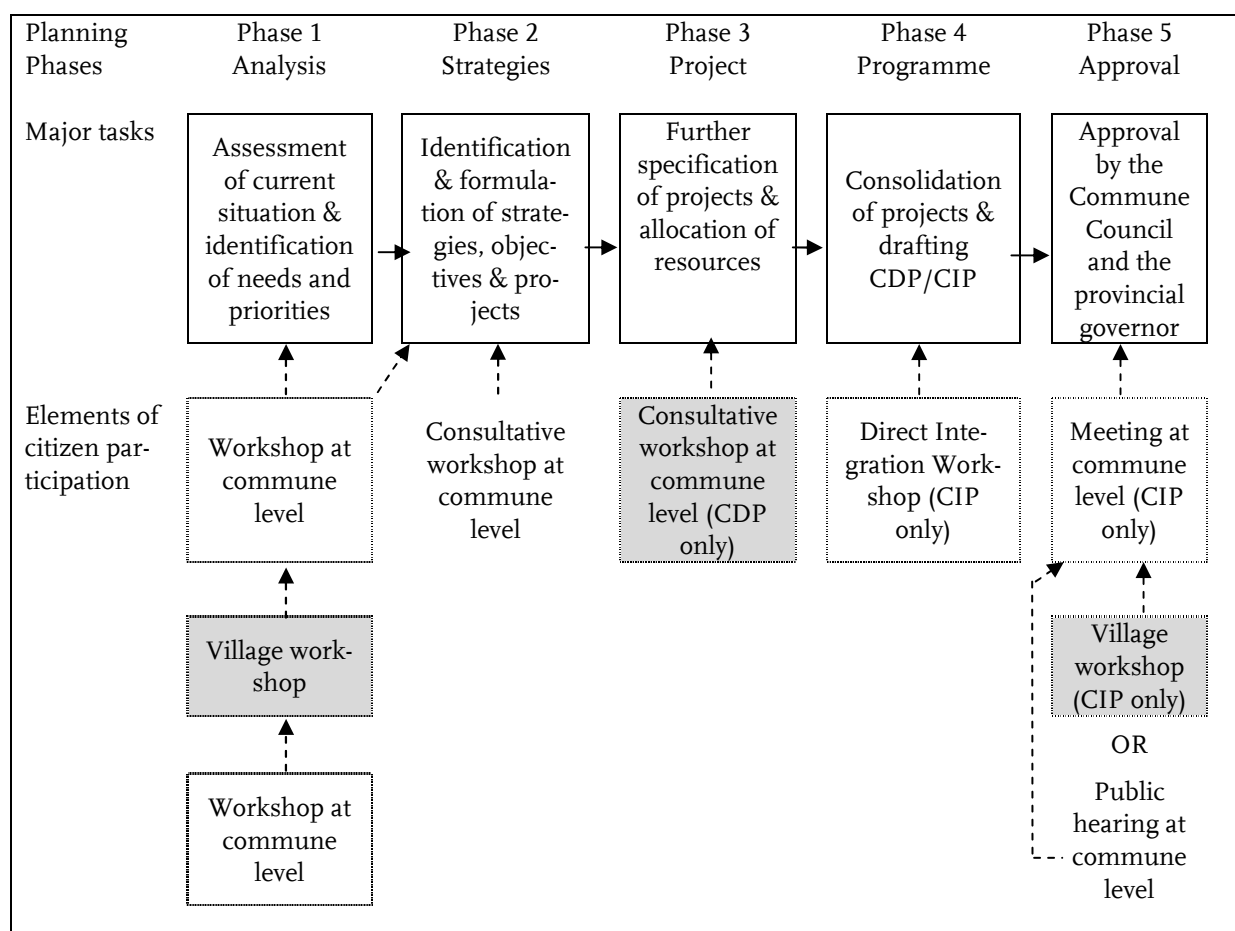 Planning
Phases
Phase 1
Analysis
Phase 2
Strategies
Phase 3
Project
Phase 4
Programme
Phase 5
Approval
Major tasks
Assessment
of current
situation &
identification
of needs and
priorities
Identification
& formula-
tion of strate-
gies, objec-
tives & pro-
jects
Further
specification
of projects &
allocation of
resources
Consolidation
of projects &
drafting
CDP/CIP
Approval
by the
Commune
Council
and the
provincial
governor
Elements of
citizen par-
ticipation
Workshop at
commune
level
Consultative
workshop at
commune
level
Consultative
workshop at
commune
level (CDP
only)
Direct Inte-
gration Work-
shop (CIP
only)
Meeting at
commune
level (CIP
only)
Village work-
shop
Village
workshop
(CIP only)
OR
Workshop at
commune
level
Public
hearing at
commune
level